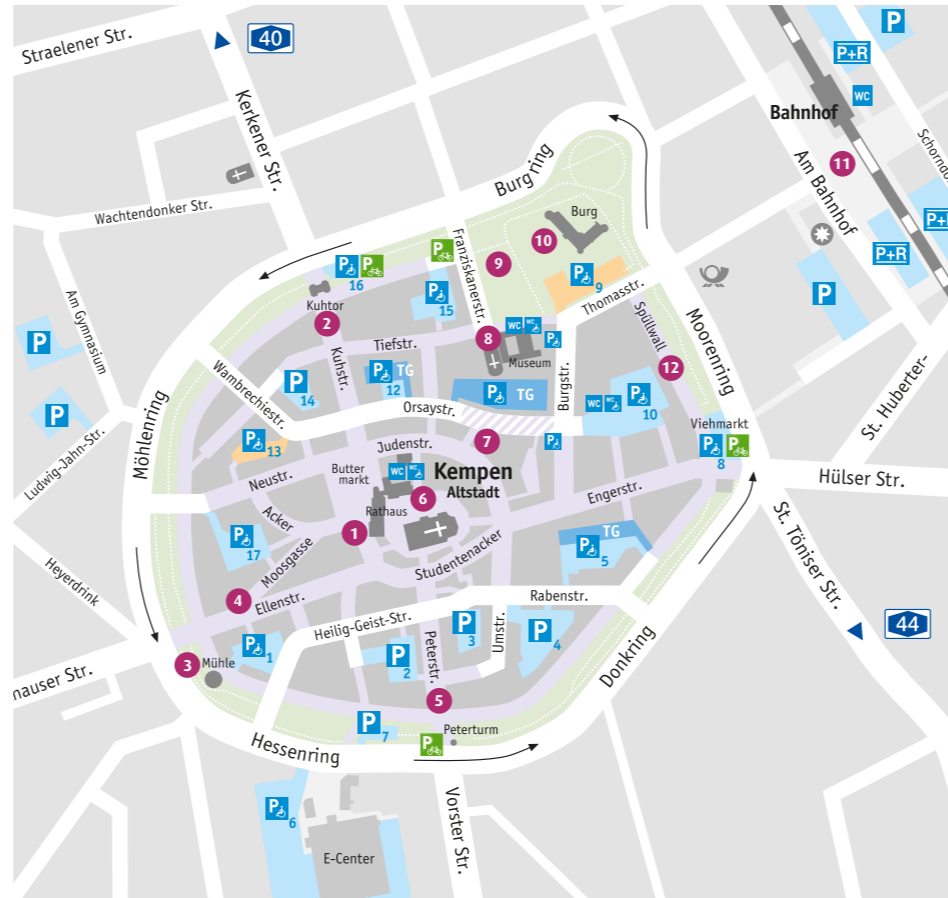 Straelener Str.
40
Kerkener Str.
P
P+R
WC
Bahnhof
11
Am Bahnhof
Schornd
P+R
P+R
P
Wachtendonker Str.
Burgring
Burg
10
9
Franziskanerstr.
P
P
16
P
Kuhtor
2
P
15
P
9
Thomasstr.
Moorenring
Spüllwall
12
Am Gymnasium
P
P
Ludwig-Jahn-Str.
Möhlenring
Wambrechiestr.
Kuhstr.
Tiefstr.
8
WC
WC
Museum
P
P
14
P
TG
12
P
TG
Burgstr.
WC
WC
P
10
Orsaystr.
P
St. Huberter-
Viehmarkt
P
P
8
Hülser Str.
P
13
Neustr.
Butter
markt
Judenstr.
7
WC
WC
Kempen
Altstadt
6
Rathaus
1
Engerstr.
Acker
P
17
Moosgasse
Studentenacker
TG
P
5
St. Töniser Str.
44
Heyerdrink
4
Ellenstr.
Rabenstr.
Heilig-Geist-Str.
P
1
P
2
P
3
Umstr.
P
4
Peterstr.
Donkring
nauser Str.
3
Mühle
5
P
7
P
Peterturm
Hessenring
Vorster Str.
P
6
E-Center